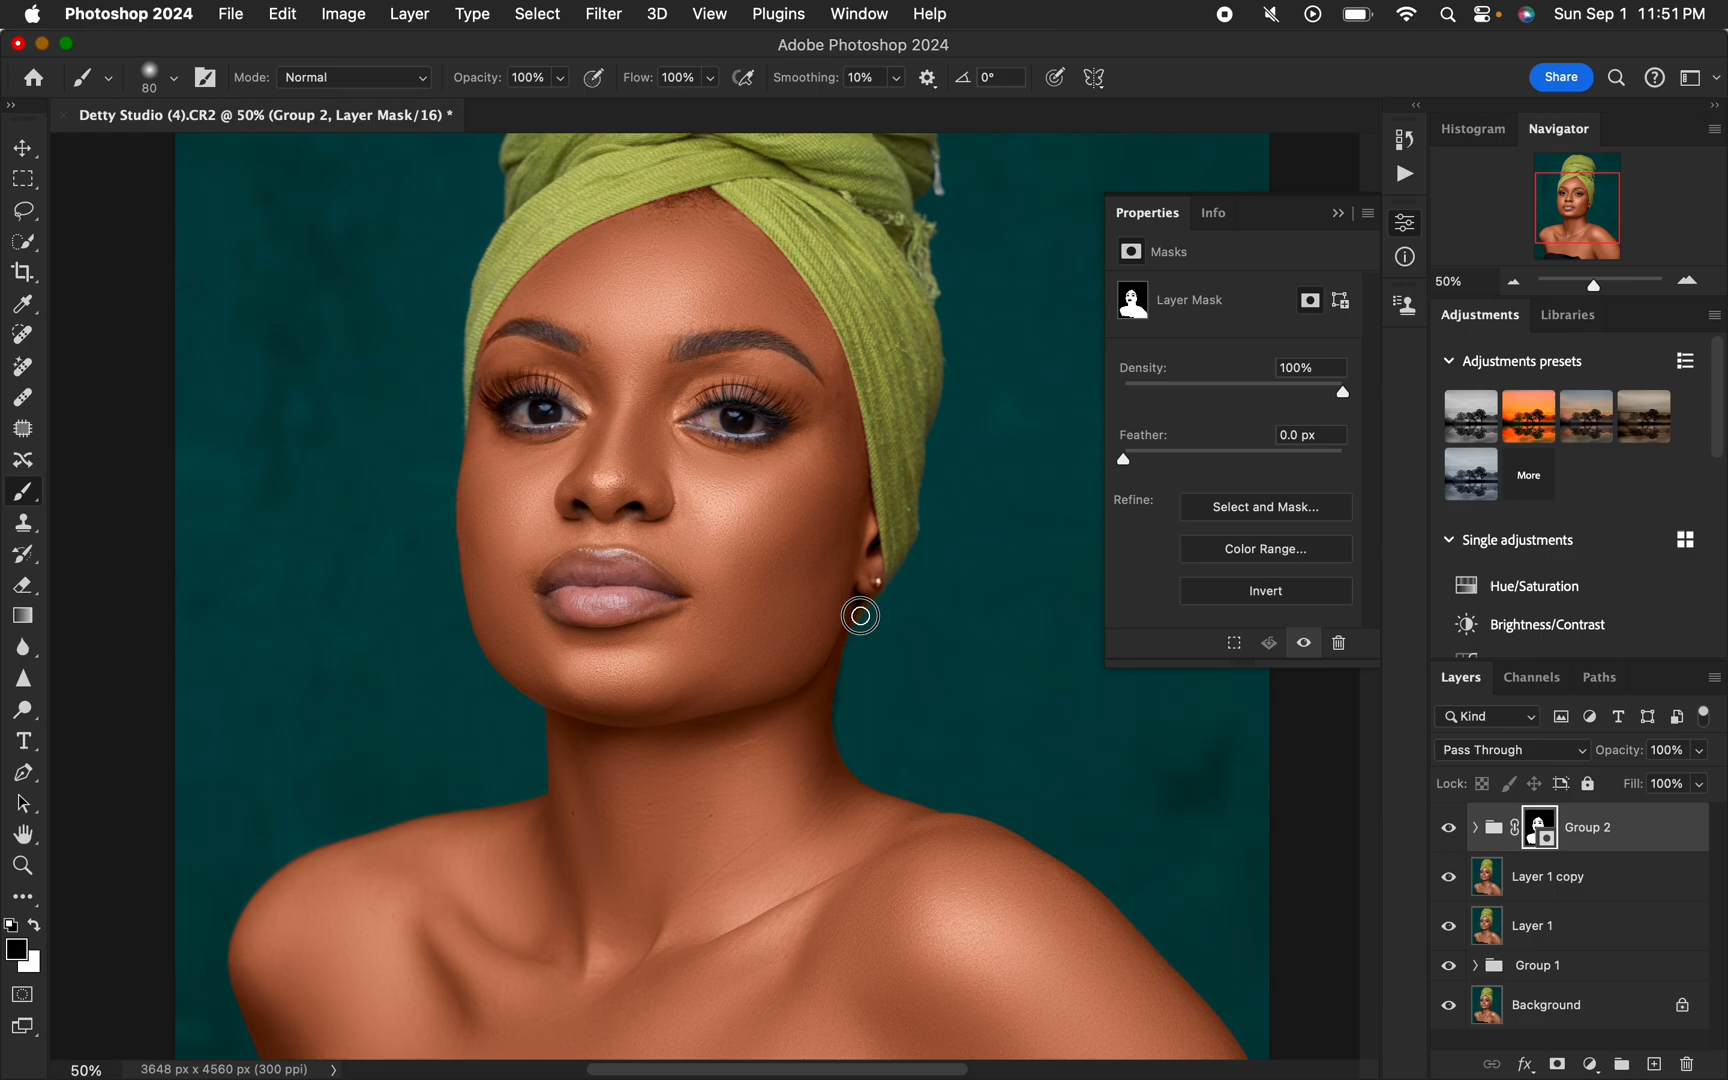 Photoshop 2024 File Edit Image Layer Type Select Filter 3D View Plugins Window Help Sun Sep 1 11:51 PM
Adobe Photoshop 2024
80 Mode: Normal Opacity: 100% Flow: 100% Smoothing: 10% 0° Share
Detty Studio (4).CR2 @ 50% (Group 2, Layer Mask/16) *
Histogram Navigator
50%
Properties Info
Masks
Layer Mask
Density: 100%
Feather: 0.0 px
Refine: Select and Mask...
Color Range...
Invert
Adjustments Libraries
Adjustments presets
More
Single adjustments
Hue/Saturation
Brightness/Contrast
Layers Channels Paths
Kind
Pass Through Opacity: 100%
Lock: Fill: 100%
Group 2
Layer 1 copy
Layer 1
Group 1
Background
fx
50% 3648 px x 4560 px (300 ppi)